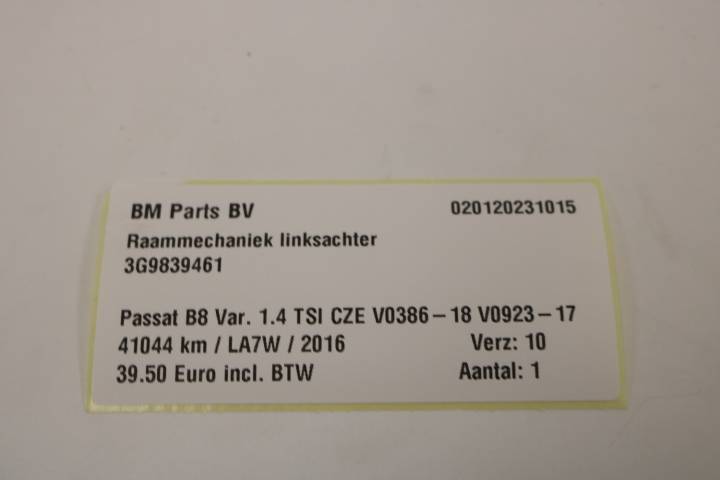 BM Parts BV 020120231015
Raammechaniek linksachter
3G9839461
Passat B8 Var. 1.4 TSI CZE V0386-18 V0923-17
41044 km / LA7W / 2016 Verz: 10
39.50 Euro incl. BTW Aantal: 1